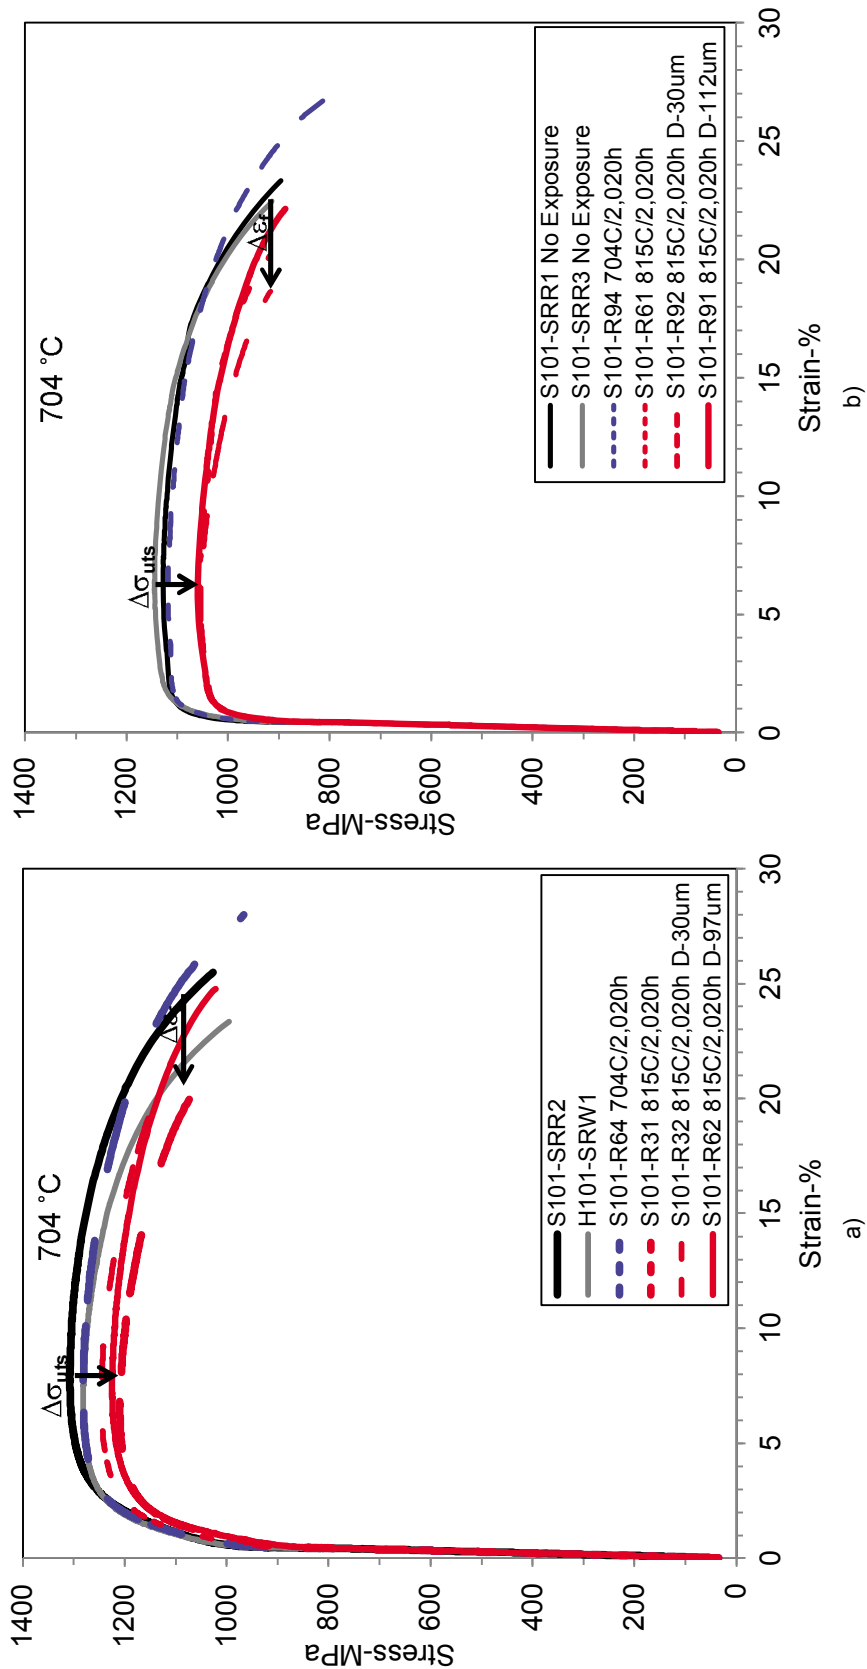 704 °C
Δσuts
Δεf
1400
1200
1000
800
600
400
200
0
Stress-MPa
0
5
10
15
20
25
30
Strain-%
S101-SRR2
H101-SRW1
S101-R64 704C/2,020h
S101-R31 815C/2,020h
S101-R32 815C/2,020h D-30um
S101-R62 815C/2,020h D-97um
a)
704 °C
Δσuts
Δεf
1400
1200
1000
800
600
400
200
0
Stress-MPa
0
5
10
15
20
25
30
Strain-%
S101-SRR1 No Exposure
S101-SRR3 No Exposure
S101-R94 704C/2,020h
S101-R61 815C/2,020h
S101-R92 815C/2,020h D-30um
S101-R91 815C/2,020h D-112um
b)